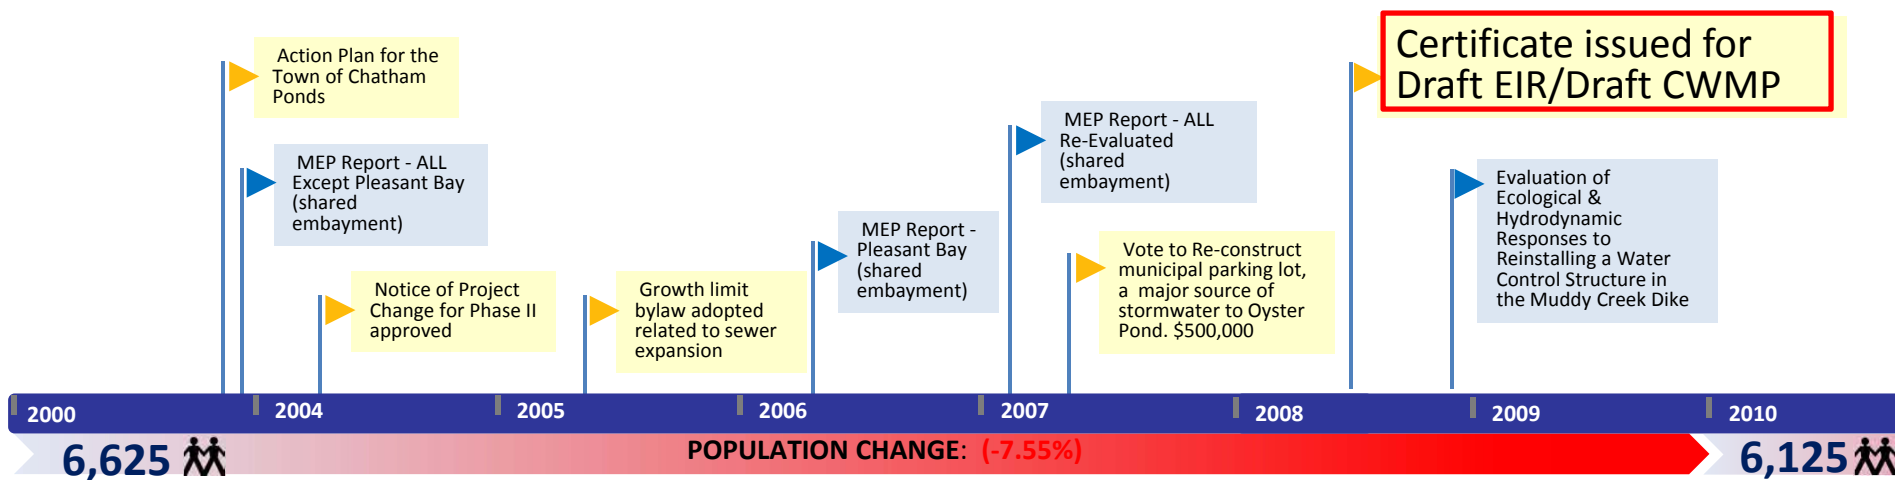 Action Plan for the
Town of Chatham
Ponds
MEP Report - ALL
Except Pleasant Bay
(shared
embayment)
Notice of Project
Change for Phase II
approved
Growth limit
bylaw adopted
related to sewer
expansion
MEP Report -
Pleasant Bay
(shared
embayment)
MEP Report - ALL
Re-Evaluated
(shared
embayment)
Vote to Re-construct
municipal parking lot,
a major source of
stormwater to Oyster
Pond. $500,000
Certificate issued for
Draft EIR/Draft CWMP
Evaluation of
Ecological &
Hydrodynamic
Responses to
Reinstalling a Water
Control Structure in
the Muddy Creek Dike
2000 2004 2005 2006 2007 2008 2009 2010
6,625 POPULATION CHANGE: (-7.55%) 6,125